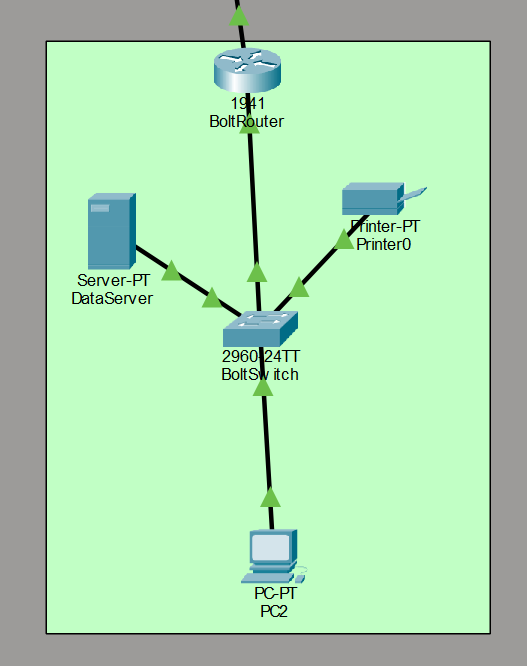 1941
BoltRouter
Printer-PT
Printer0
Server-PT
DataServer
2960-24TT
BoltSwitch
PC-PT
PC2